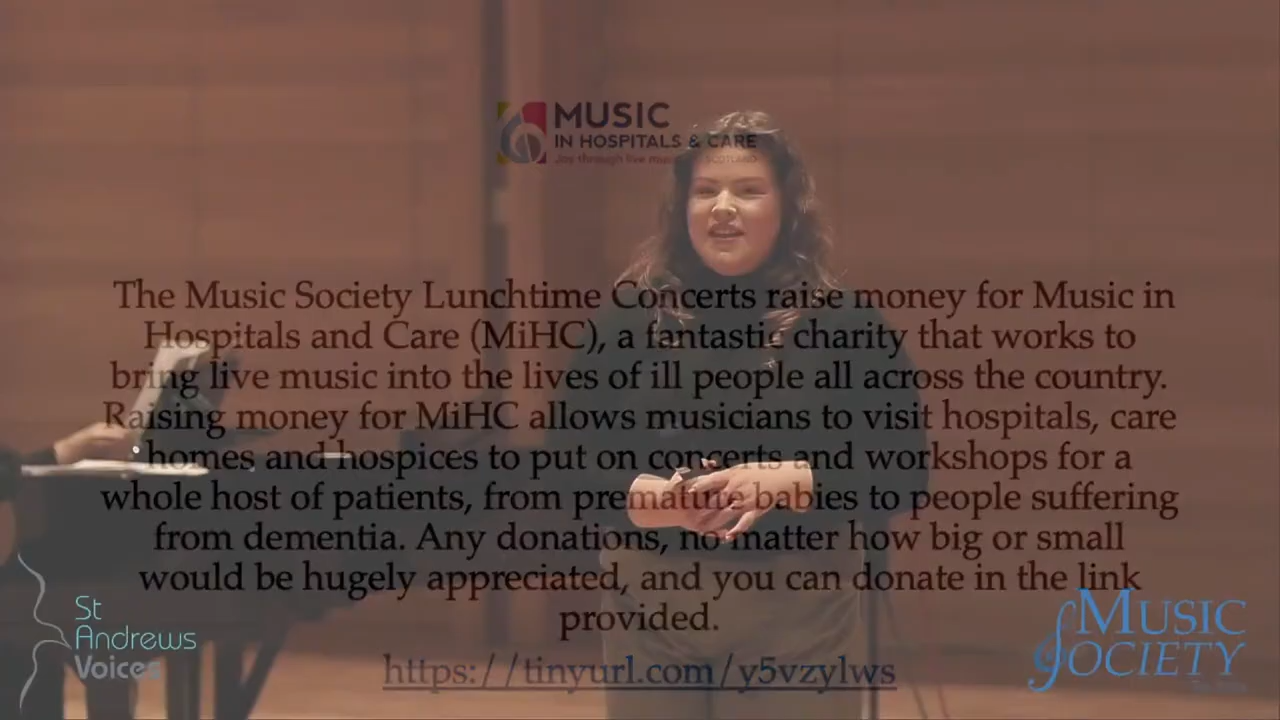 MUSIC
IN HOSPITALS & CARE
Joy through live music SCOTLAND
The Music Society Lunchtime Concerts raise money for Music in
Hospitals and Care (MiHC), a fantastic charity that works to
bring live music into the lives of ill people all across the country.
Raising money for MiHC allows musicians to visit hospitals, care
homes and hospices to put on concerts and workshops for a
whole host of patients, from premature babies to people suffering
from dementia. Any donations, no matter how big or small
would be hugely appreciated, and you can donate in the link
provided.
https://tinyurl.com/y5vzylws
St
Andrews
Voices
MUSIC
SOCIETY